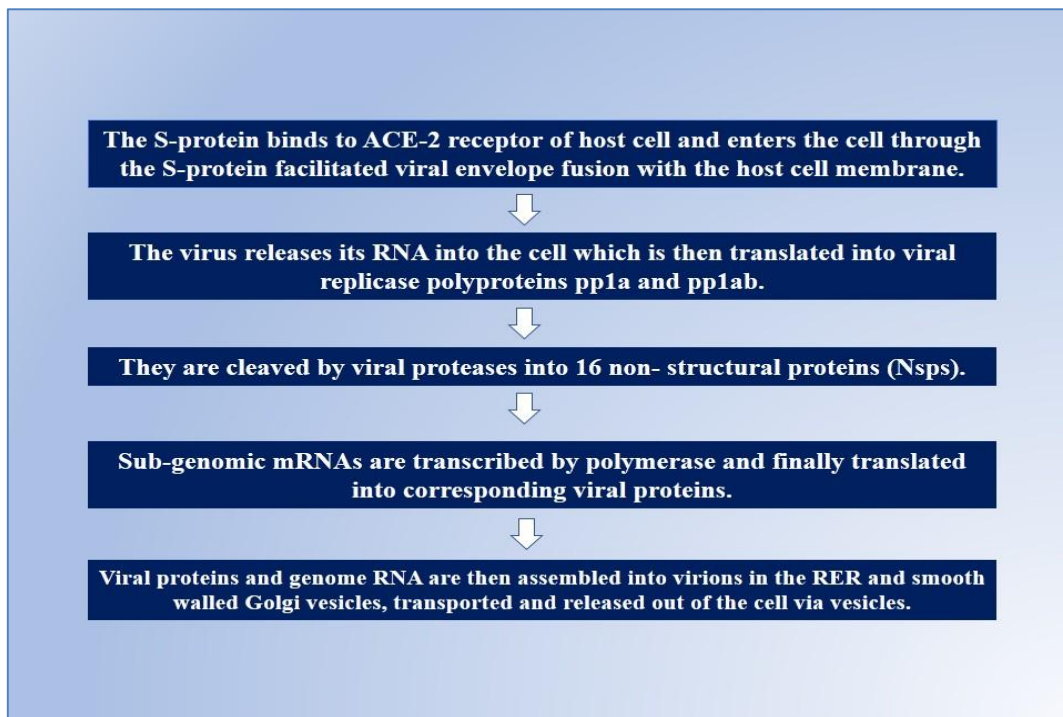 The S-protein binds to ACE-2 receptor of host cell and enters the cell through
the S-protein facilitated viral envelope fusion with the host cell membrane.
The virus releases its RNA into the cell which is then translated into viral
replicase polyproteins pp1a and pp1ab.
They are cleaved by viral proteases into 16 non- structural proteins (Nsps).
Sub-genomic mRNAs are transcribed by polymerase and finally translated
into corresponding viral proteins.
Viral proteins and genome RNA are then assembled into virions in the RER and smooth
walled Golgi vesicles, transported and released out of the cell via vesicles.